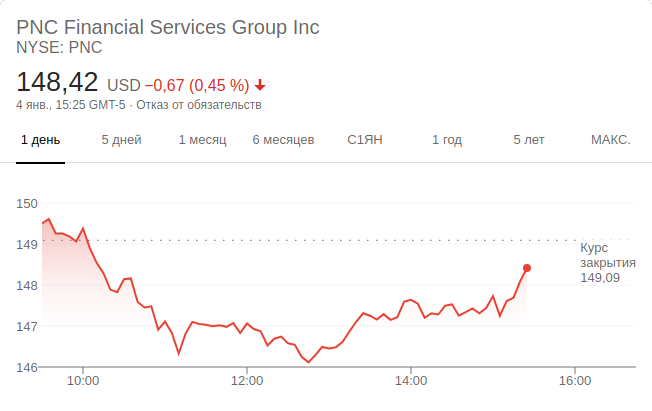 PNC Financial Services Group Inc
NYSE: PNC
148,42 USD −0,67 (0,45 %)
4 янв., 15:25 GMT-5 · Отказ от обязательств
1 день 5 дней 1 месяц 6 месяцев С1ЯН 1 год 5 лет МАКС.
150
149
Курс
закрытия
149,09
148
147
146
10:00 12:00 14:00 16:00